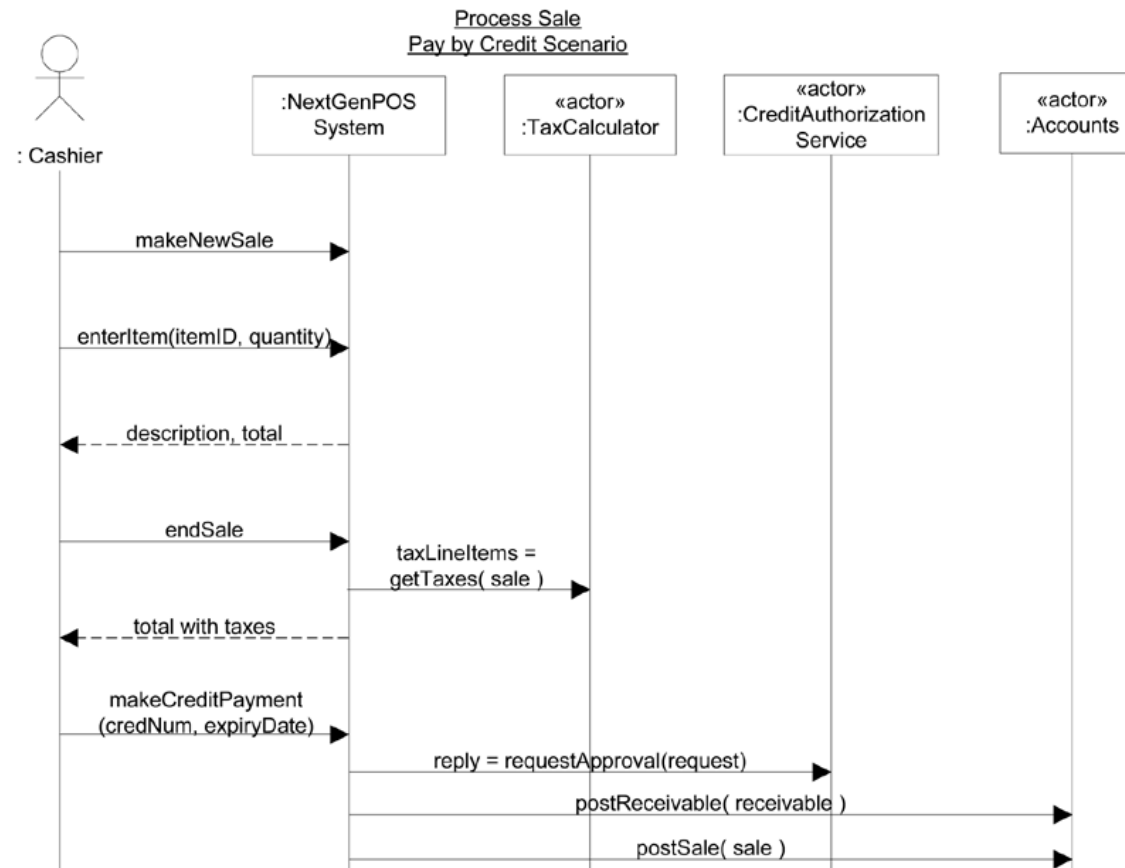 Process Sale
Pay by Credit Scenario
: Cashier
:NextGenPOS
System
«actor»
:TaxCalculator
«actor»
:CreditAuthorization
Service
«actor»
:Accounts
makeNewSale
enterItem(itemID, quantity)
description, total
endSale
taxLineItems =
getTaxes( sale )
total with taxes
makeCreditPayment
(credNum, expiryDate)
reply = requestApproval(request)
postReceivable( receivable )
postSale( sale )